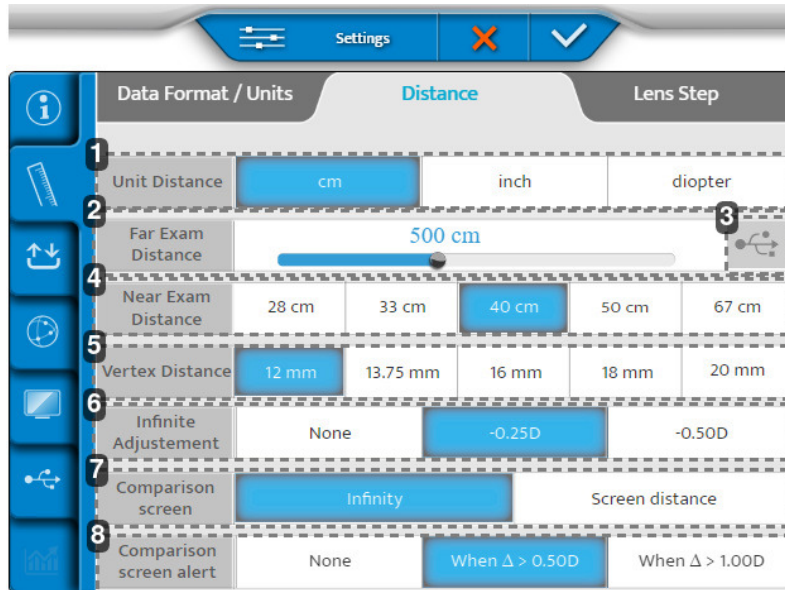 Settings
Data Format / Units Distance Lens Step
1
Unit Distance cm inch diopter
2
3
Far Exam
Distance
500 cm
4
Near Exam
Distance
28 cm 33 cm 40 cm 50 cm 67 cm
5
Vertex Distance 12 mm 13.75 mm 16 mm 18 mm 20 mm
6
Infinite
Adjustement
None -0.25D -0.50D
7
Comparison
screen
Infinity Screen distance
8
Comparison
screen alert
None When Δ > 0.50D When Δ > 1.00D